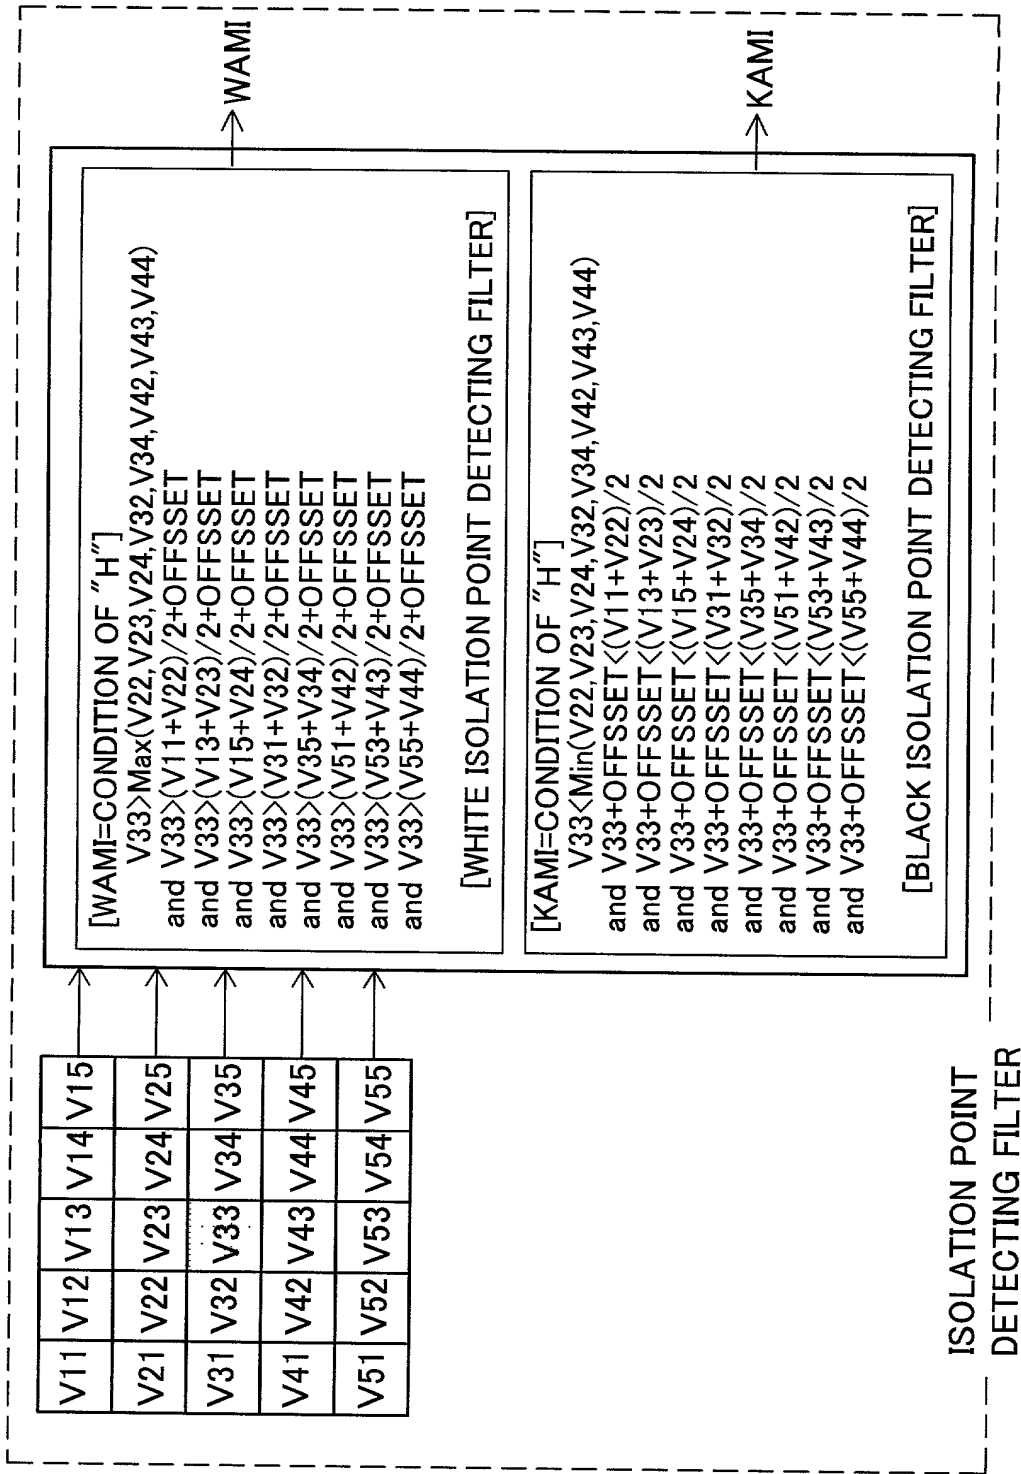 V11 V12 V13 V14 V15
V21 V22 V23 V24 V25
V31 V32 V33 V34 V35
V41 V42 V43 V44 V45
V51 V52 V53 V54 V55
[WAMI=CONDITION OF "H"]
V33>Max(V22,V23,V24,V32,V34,V42,V43,V44)
and V33>(V11+V22)/2+OFFSSET
and V33>(V13+V23)/2+OFFSSET
and V33>(V15+V24)/2+OFFSSET
and V33>(V31+V32)/2+OFFSSET
and V33>(V35+V34)/2+OFFSSET
and V33>(V51+V42)/2+OFFSSET
and V33>(V53+V43)/2+OFFSSET
and V33>(V55+V44)/2+OFFSSET
[WHITE ISOLATION POINT DETECTING FILTER]
WAMI
[KAMI=CONDITION OF "H"]
V33<Min(V22,V23,V24,V32,V34,V42,V43,V44)
and V33+OFFSSET<(V11+V22)/2
and V33+OFFSSET<(V13+V23)/2
and V33+OFFSSET<(V15+V24)/2
and V33+OFFSSET<(V31+V32)/2
and V33+OFFSSET<(V35+V34)/2
and V33+OFFSSET<(V51+V42)/2
and V33+OFFSSET<(V53+V43)/2
and V33+OFFSSET<(V55+V44)/2
[BLACK ISOLATION POINT DETECTING FILTER]
KAMI
ISOLATION POINT
DETECTING FILTER